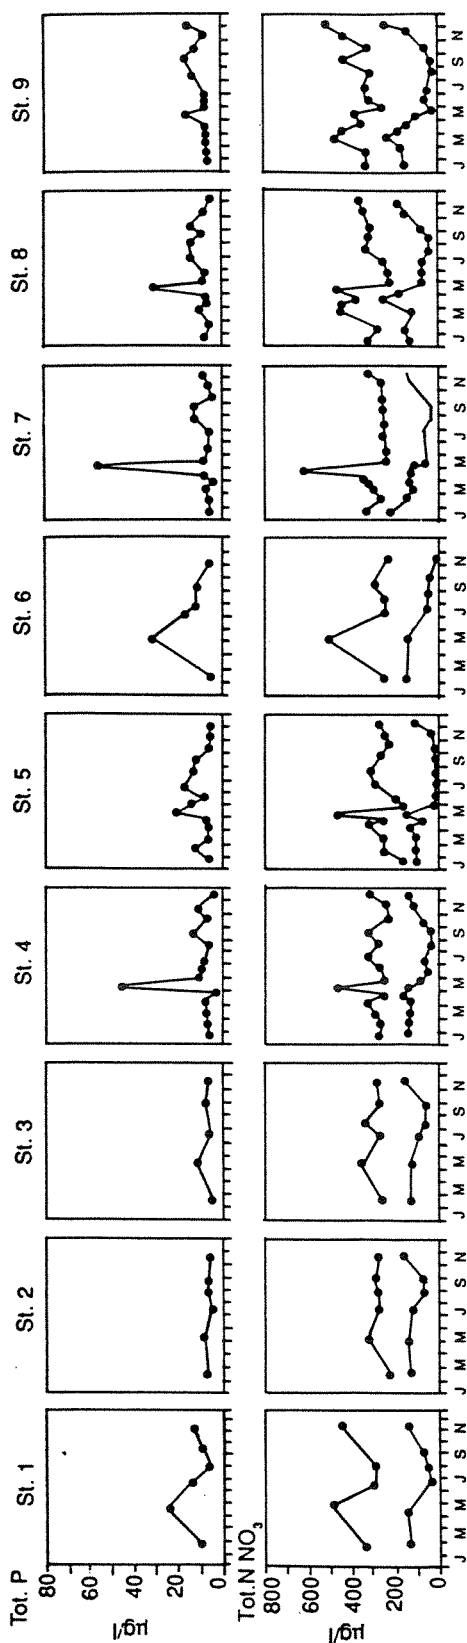 St. 1 St. 2 St. 3 St. 4 St. 5 St. 6 St. 7 St. 8 St. 9
Tot. P
80
60
40
20
0
µg/l
Tot.N NO₃
800
600
400
200
0
µg/l
J M M J S N J M M J S N J M M J S N J M M J S N J M M J S N J M M J S N J M M J S N J M M J S N J M M J S N